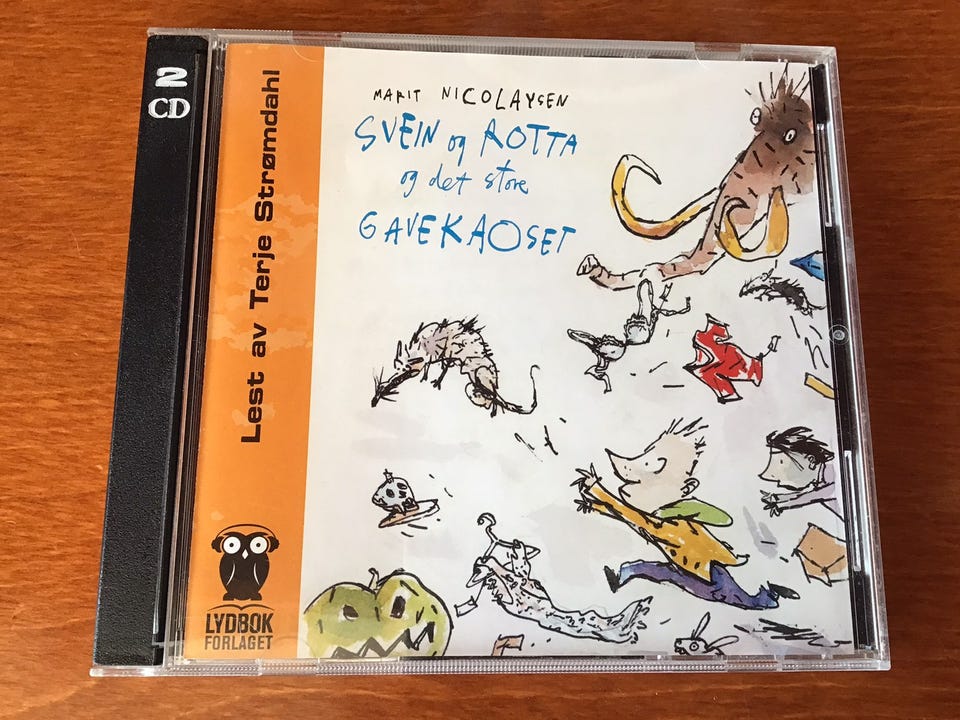 2
CD
Lest av Terje Strømdahl
MARIT NICOLAYSEN
SVEIN og ROTTA
og det store
GAVEKAOSET
LYDBOK
FORLAGET